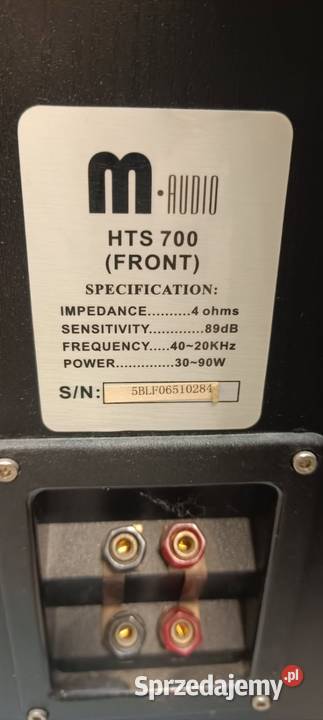 m·AUDIO
HTS 700
(FRONT)
SPECIFICATION:
IMPEDANCE..........4 ohms
SENSITIVITY.............89dB
FREQUENCY.....40~20KHz
POWER...............30~90W
S/N: 5BLF06510284
Sprzedajemy.pl